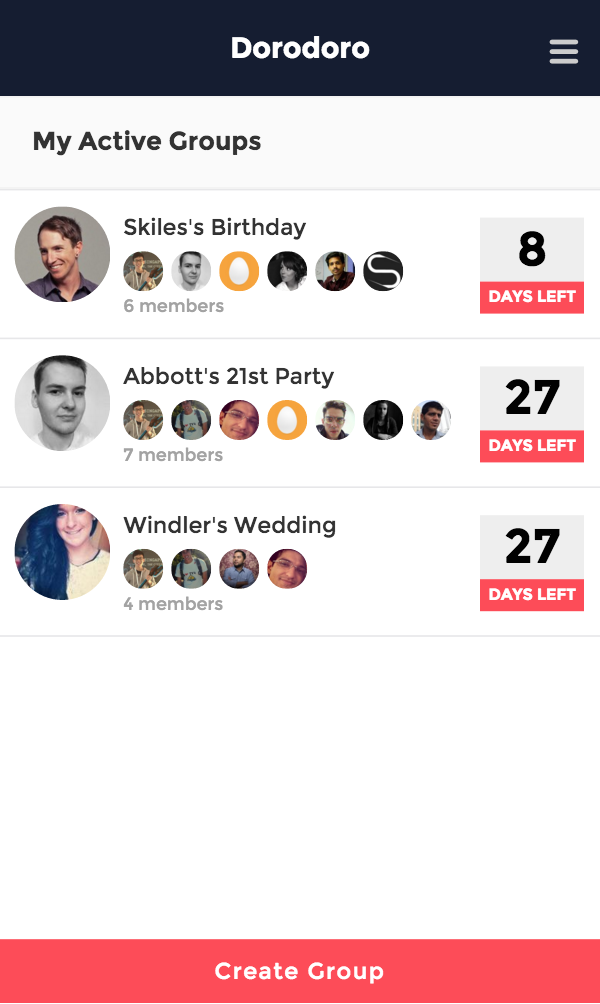 Dorodoro
My Active Groups
Skiles's Birthday
6 members
8
DAYS LEFT
Abbott's 21st Party
7 members
27
DAYS LEFT
Windler's Wedding
4 members
27
DAYS LEFT
Create Group